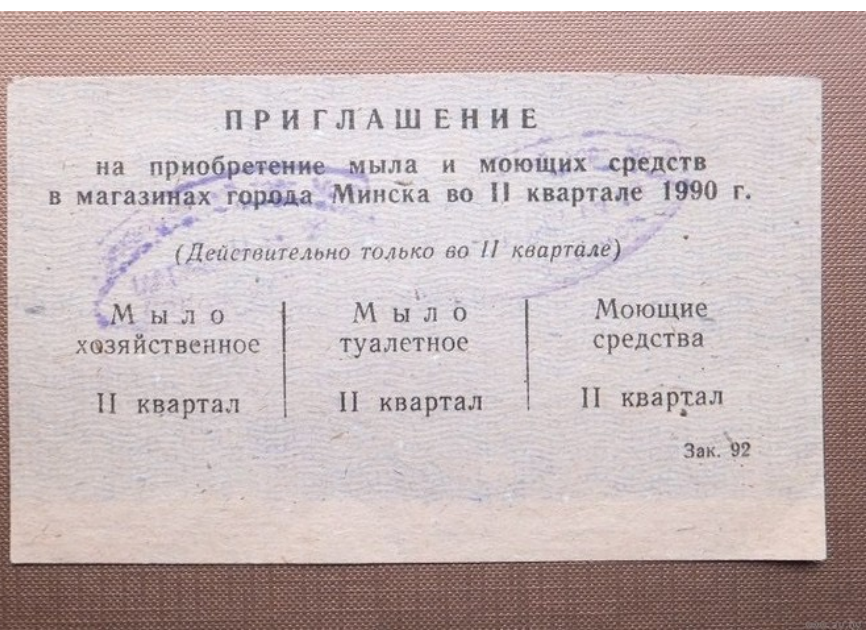 ПРИГЛАШЕНИЕ
на приобретение мыла и моющих средств
в магазинах города Минска во II квартале 1990 г.
(Действительно только во II квартале)
Мыло
хозяйственное
II квартал
Мыло
туалетное
II квартал
Моющие
средства
II квартал
Зак. 92